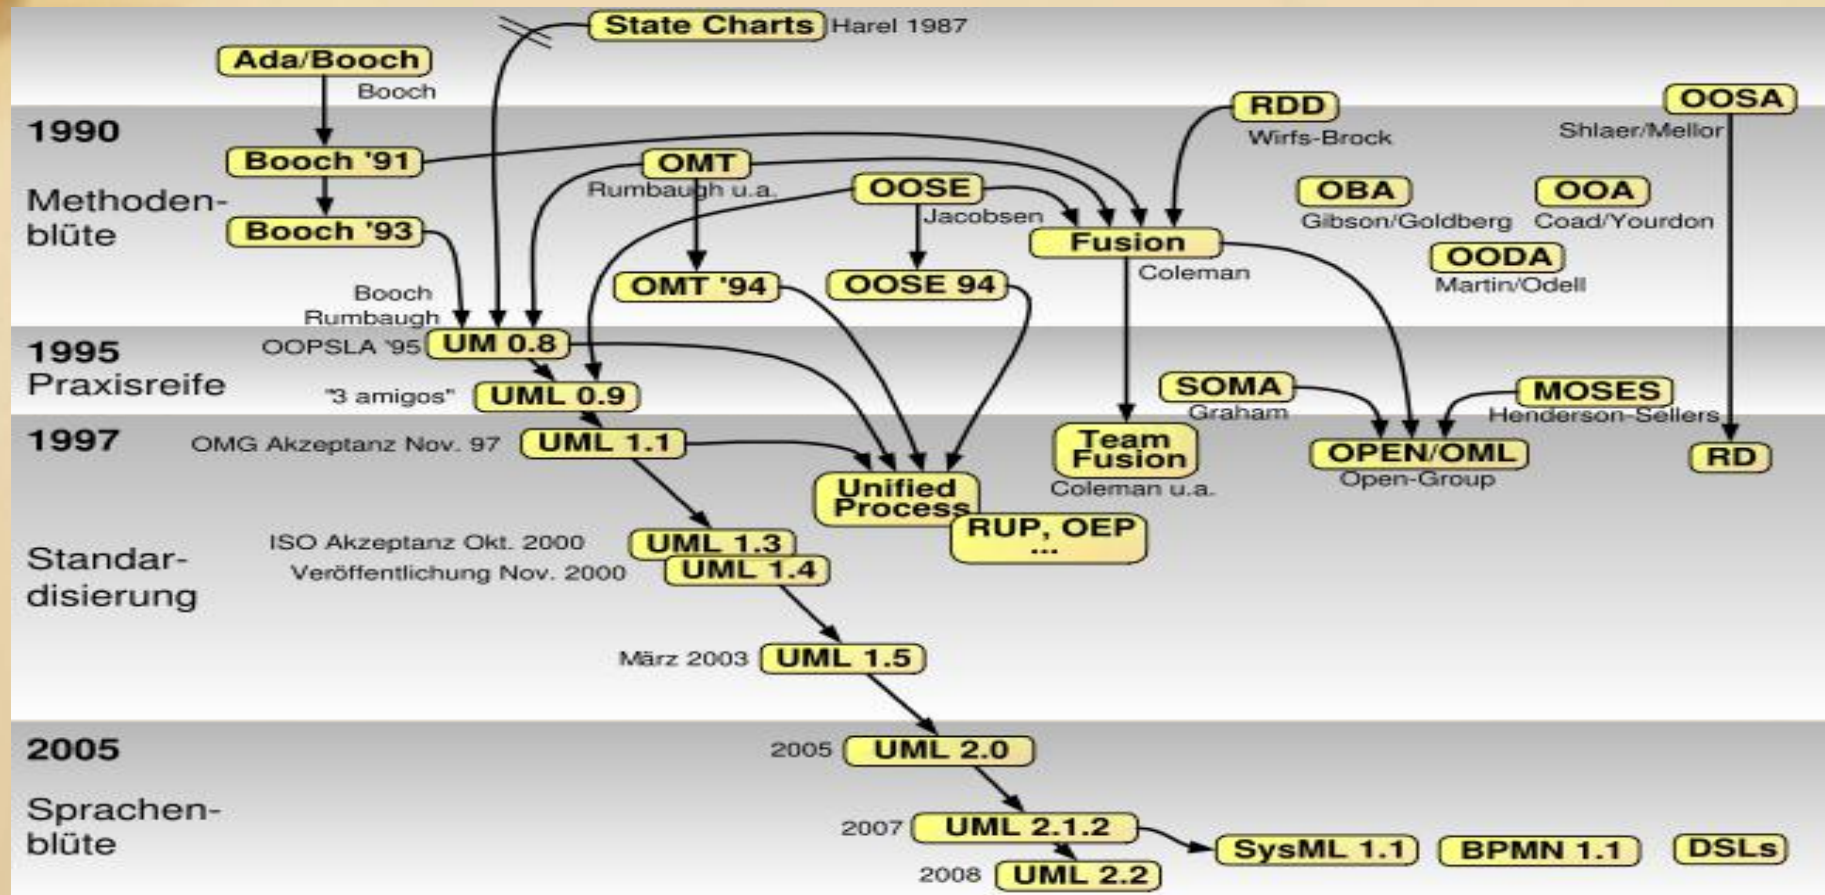 State Charts Harel 1987
Ada/Booch
Booch
RDD
Wirfs-Brock
OOSA
Shlaer/Mellor
1990
Methoden-
blüte
Booch '91
Booch '93
OMT
Rumbaugh u.a.
OOSE
Jacobsen
OBA
Gibson/Goldberg
OOA
Coad/Yourdon
Fusion
Coleman
OODA
Martin/Odell
OMT '94
OOSE 94
Booch
Rumbaugh
1995
Praxisreife
OOPSLA '95 UM 0.8
"3 amigos" UML 0.9
SOMA
Graham
MOSES
Henderson-Sellers
1997
OMG Akzeptanz Nov. 97 UML 1.1
Team
Fusion
Coleman u.a.
OPEN/OML
Open-Group
RD
Unified
Process
RUP, OEP
...
Standar-
disierung
ISO Akzeptanz Okt. 2000 UML 1.3
Veröffentlichung Nov. 2000 UML 1.4
März 2003 UML 1.5
2005
Sprachen-
blüte
2005 UML 2.0
2007 UML 2.1.2
SysML 1.1 BPMN 1.1 DSLs
2008 UML 2.2